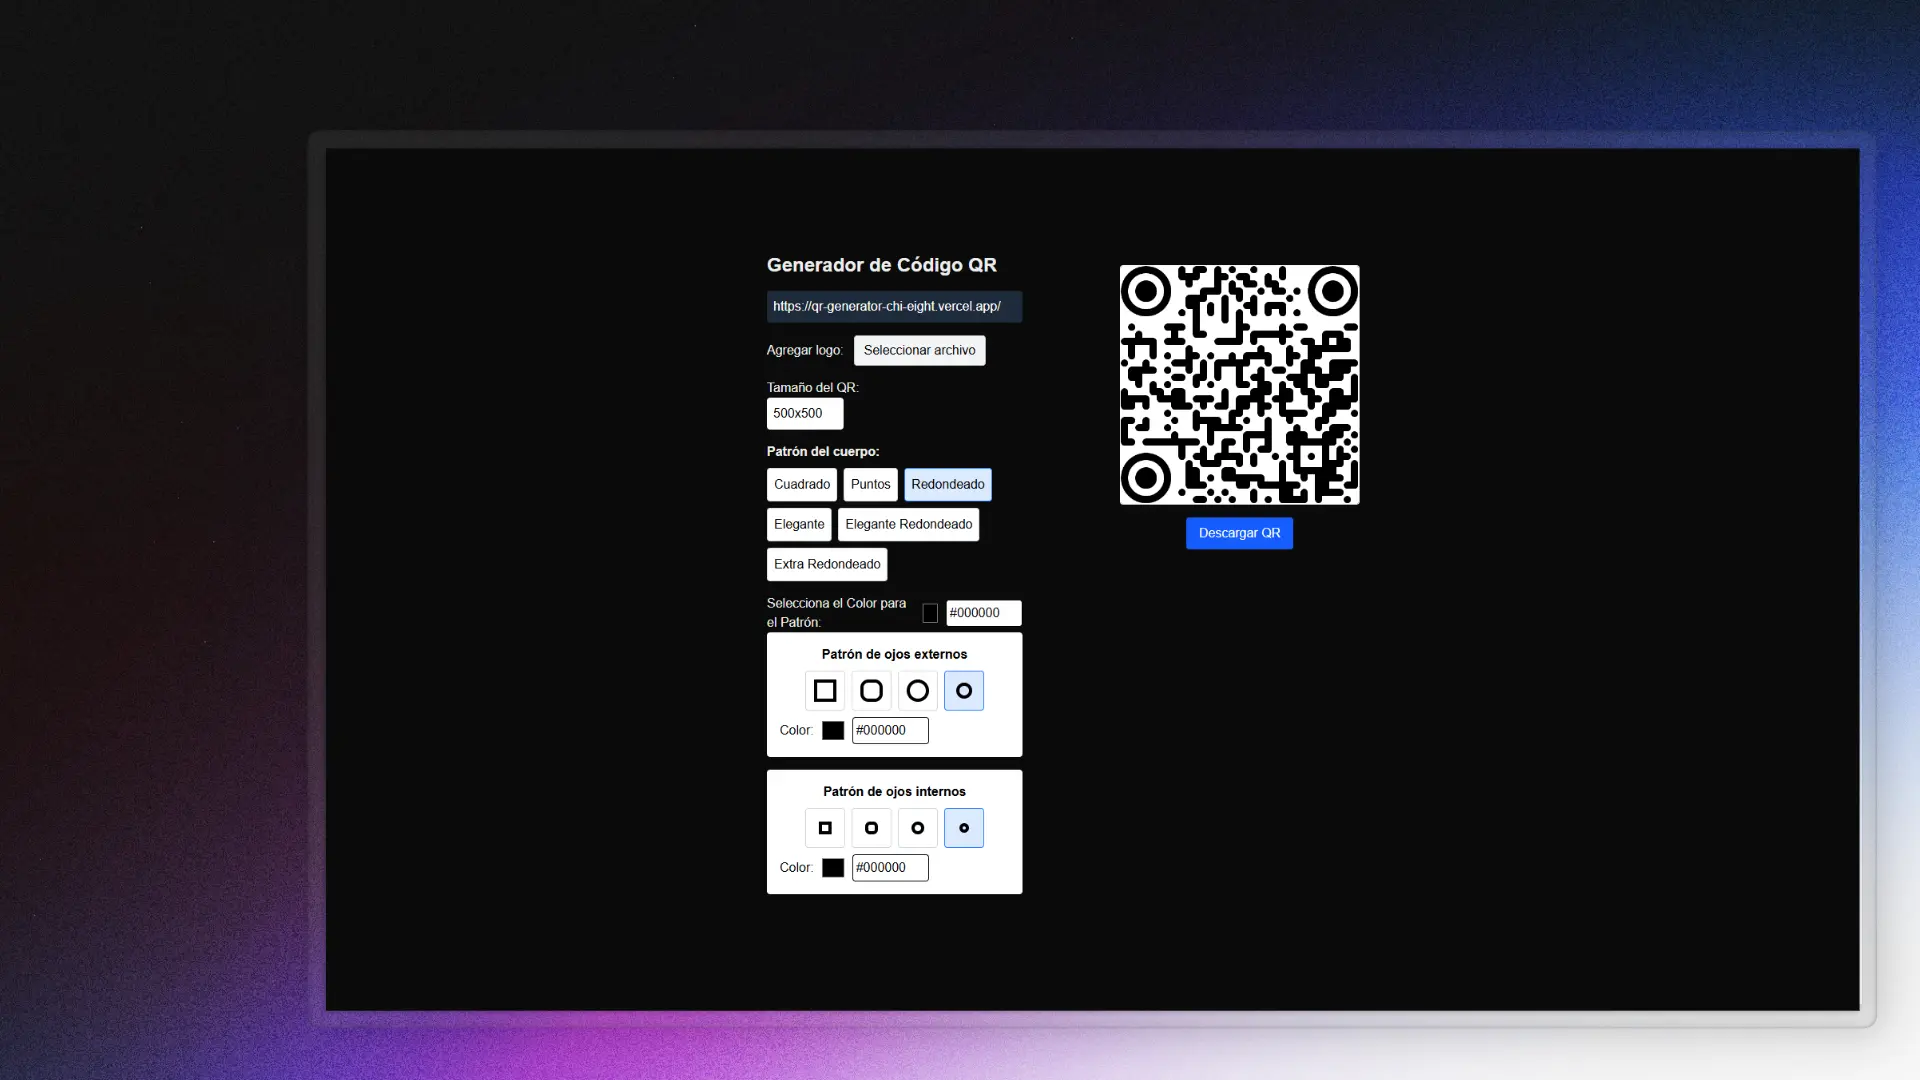 Generador de Código QR
https://qr-generator-chi-eight.vercel.app/
Agregar logo: Seleccionar archivo
Tamaño del QR:
500x500
Patrón del cuerpo:
Cuadrado Puntos Redondeado
Elegante Elegante Redondeado
Extra Redondeado
Selecciona el Color para
el Patrón: #000000
Patrón de ojos externos
Color: #000000
Patrón de ojos internos
Color: #000000
Descargar QR